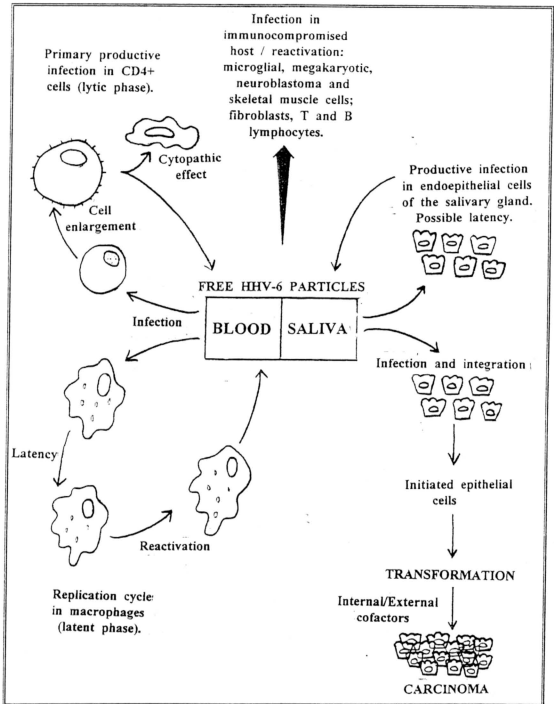 Infection in
immunocompromised
host / reactivation:
microglial, megakaryotic,
neuroblastoma and
skeletal muscle cells;
fibroblasts, T and B
lymphocytes.
Primary productive
infection in CD4+
cells (lytic phase).
Cytopathic
effect
Cell
enlargement
Productive infection
in endoepithelial cells
of the salivary gland.
Possible latency.
FREE HHV-6 PARTICLES
BLOOD SALIVA
Infection
Infection and integration
Latency
Reactivation
Replication cycle
in macrophages
(latent phase).
Initiated epithelial
cells
TRANSFORMATION
Internal/External
cofactors
CARCINOMA